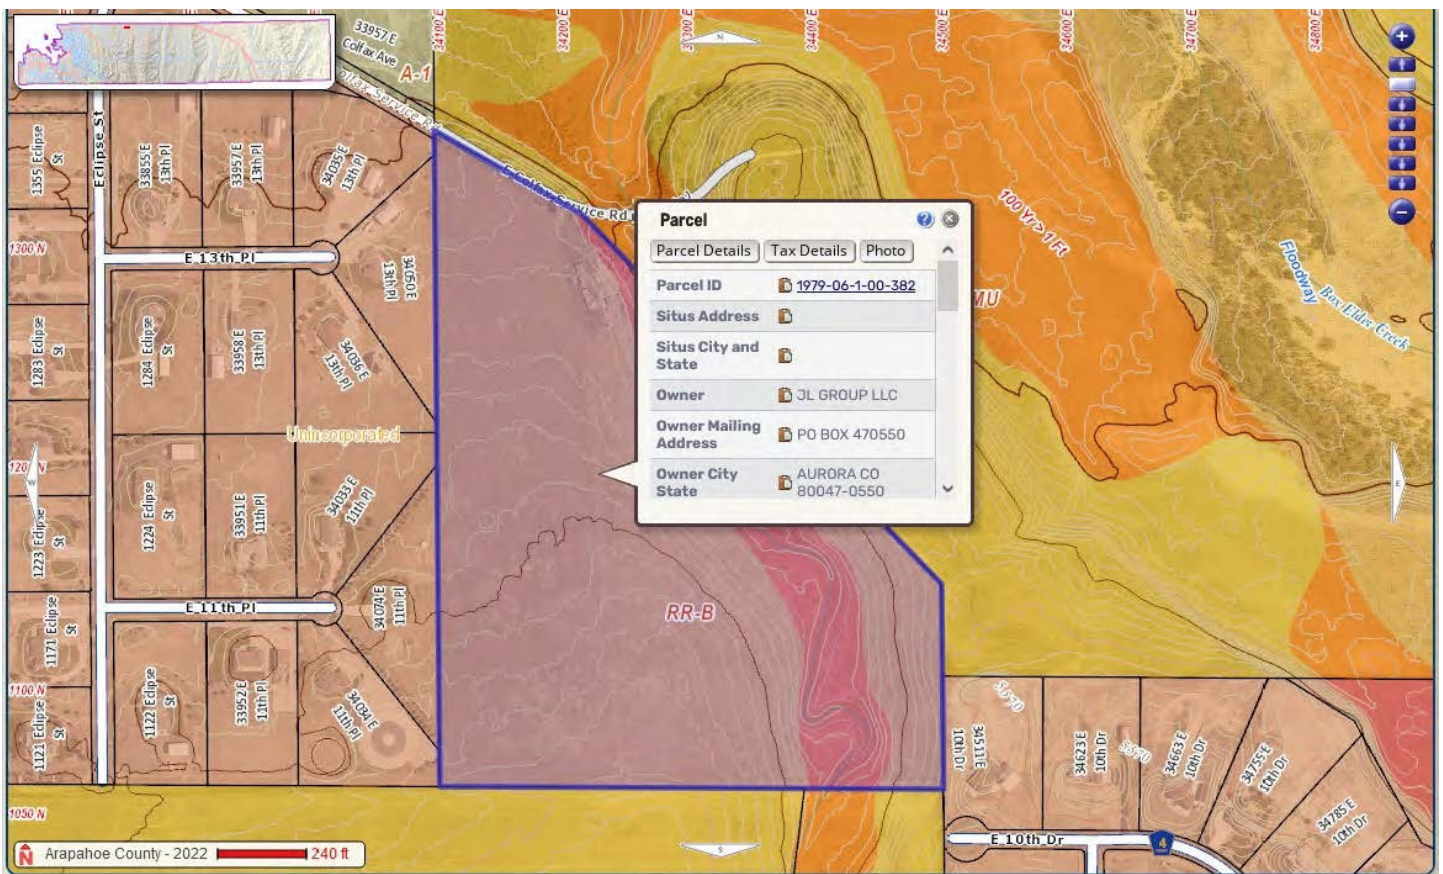 33957 E
Colfax Ave
A-1
34100 E
34200 E
34300 E
34400 E
34500 E
34600 E
34700 E
34800 E
N
Colfax Service Rd
E Colfax Service Rd
Eclipse St
1355 Eclipse
St
33855 E
13th Pl
33957 E
13th Pl
34035 E
13th Pl
1300 N
E 13th Pl
34050 E
13th Pl
1283 Eclipse
St
1284 Eclipse
St
33958 E
13th Pl
34036 E
13th Pl
Unincorporated
W
1223 Eclipse
St
1224 Eclipse
St
33951 E
11th Pl
34033 E
11th Pl
E 11th Pl
34074 E
11th Pl
1171 Eclipse
St
1100 N
1122 Eclipse
St
33952 E
11th Pl
34034 E
11th Pl
1121 Eclipse
St
1050 N
RR-B
100 Yr > 1 Ft
MU
Floodway
Box Elder Creek
E
Parcel
Parcel Details Tax Details Photo
Parcel ID 1979-06-1-00-382
Situs Address
Situs City and
State
Owner JL GROUP LLC
Owner Mailing
Address PO BOX 470550
Owner City
State AURORA CO
80047-0550
5570
5570
34511 E
10th Dr
34623 E
10th Dr
34663 E
10th Dr
34755 E
10th Dr
34785 E
10th Dr
E 10th Dr
4
S
N
Arapahoe County - 2022 240 ft